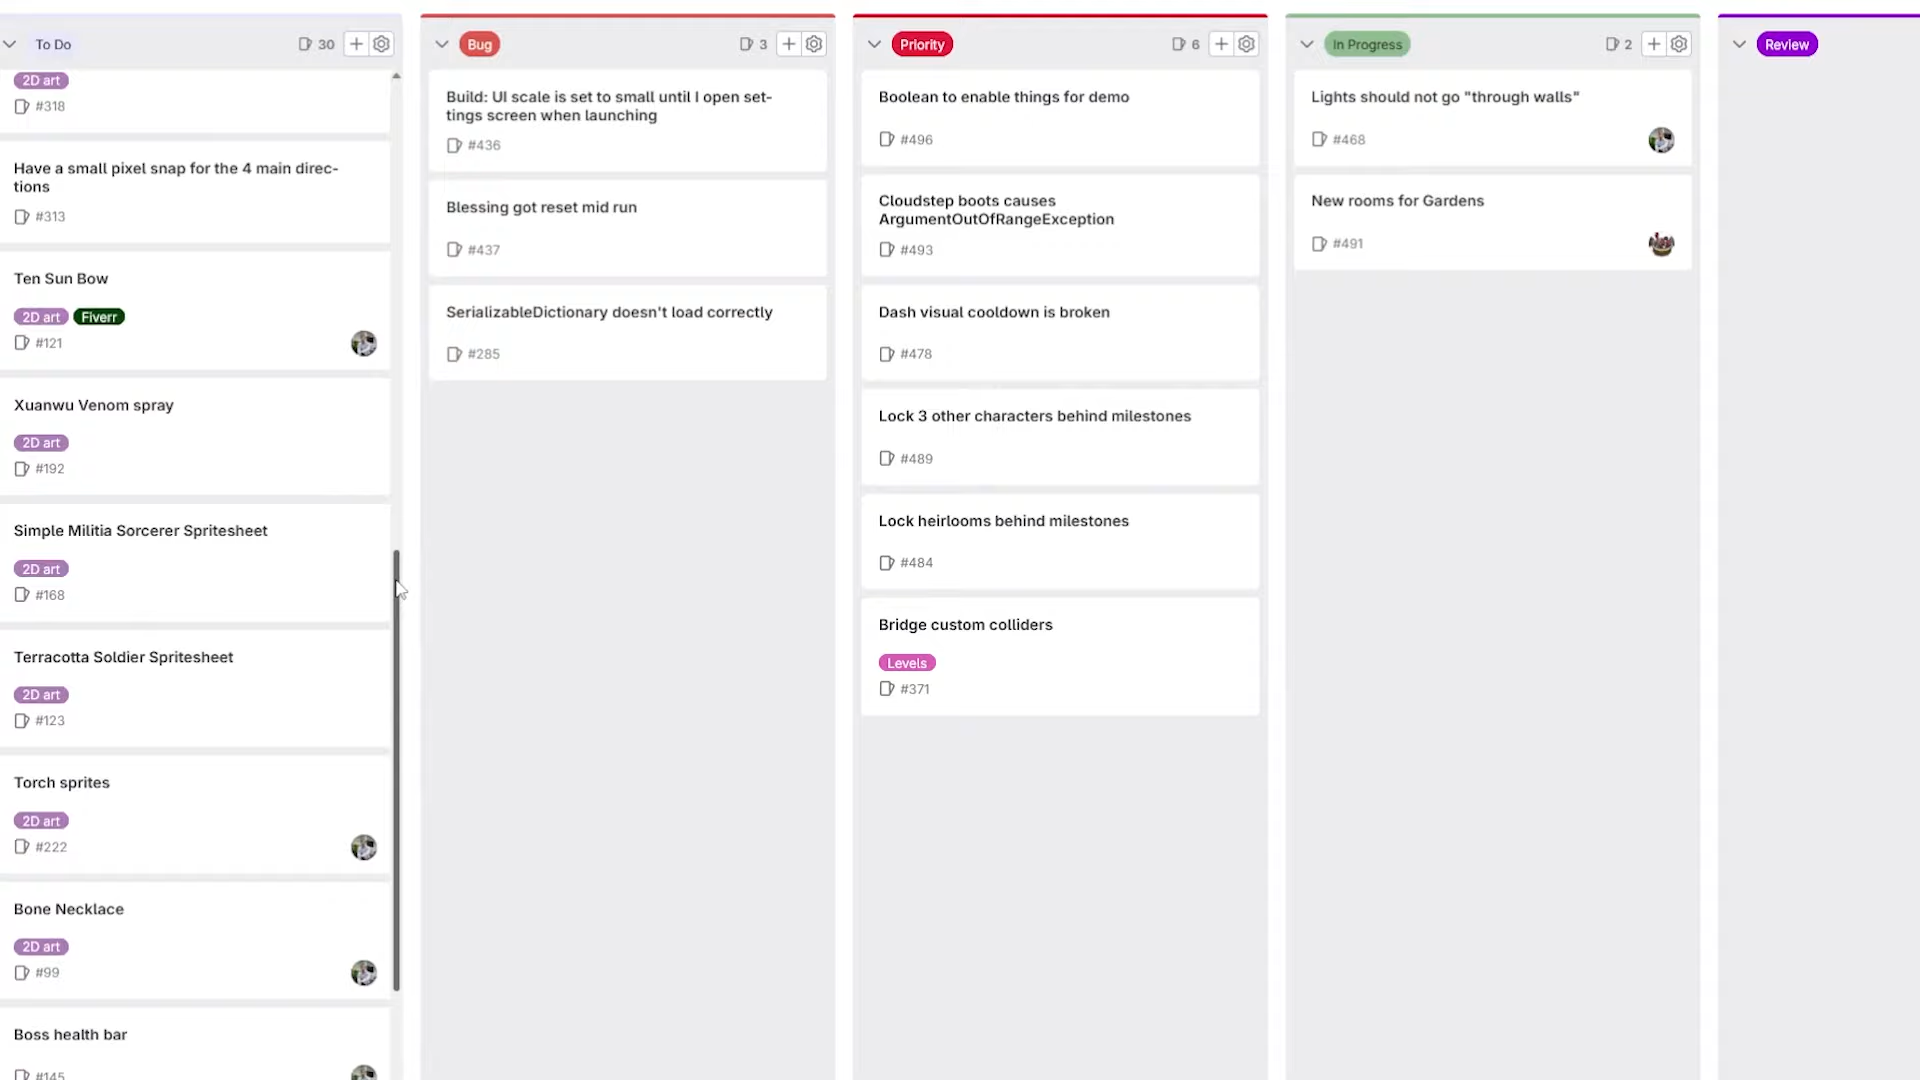 To Do
30
2D art
#318
Have a small pixel snap for the 4 main direc-
tions
#313
Ten Sun Bow
2D art Fiverr
#121
Xuanwu Venom spray
2D art
#192
Simple Militia Sorcerer Spritesheet
2D art
#168
Terracotta Soldier Spritesheet
2D art
#123
Torch sprites
2D art
#222
Bone Necklace
2D art
#99
Boss health bar
#145
Bug
3
Build: UI scale is set to small until I open set-
tings screen when launching
#436
Blessing got reset mid run
#437
SerializableDictionary doesn't load correctly
#285
Priority
6
Boolean to enable things for demo
#496
Cloudstep boots causes
ArgumentOutOfRangeException
#493
Dash visual cooldown is broken
#478
Lock 3 other characters behind milestones
#489
Lock heirlooms behind milestones
#484
Bridge custom colliders
Levels
#371
In Progress
2
Lights should not go "through walls"
#468
New rooms for Gardens
#491
Review